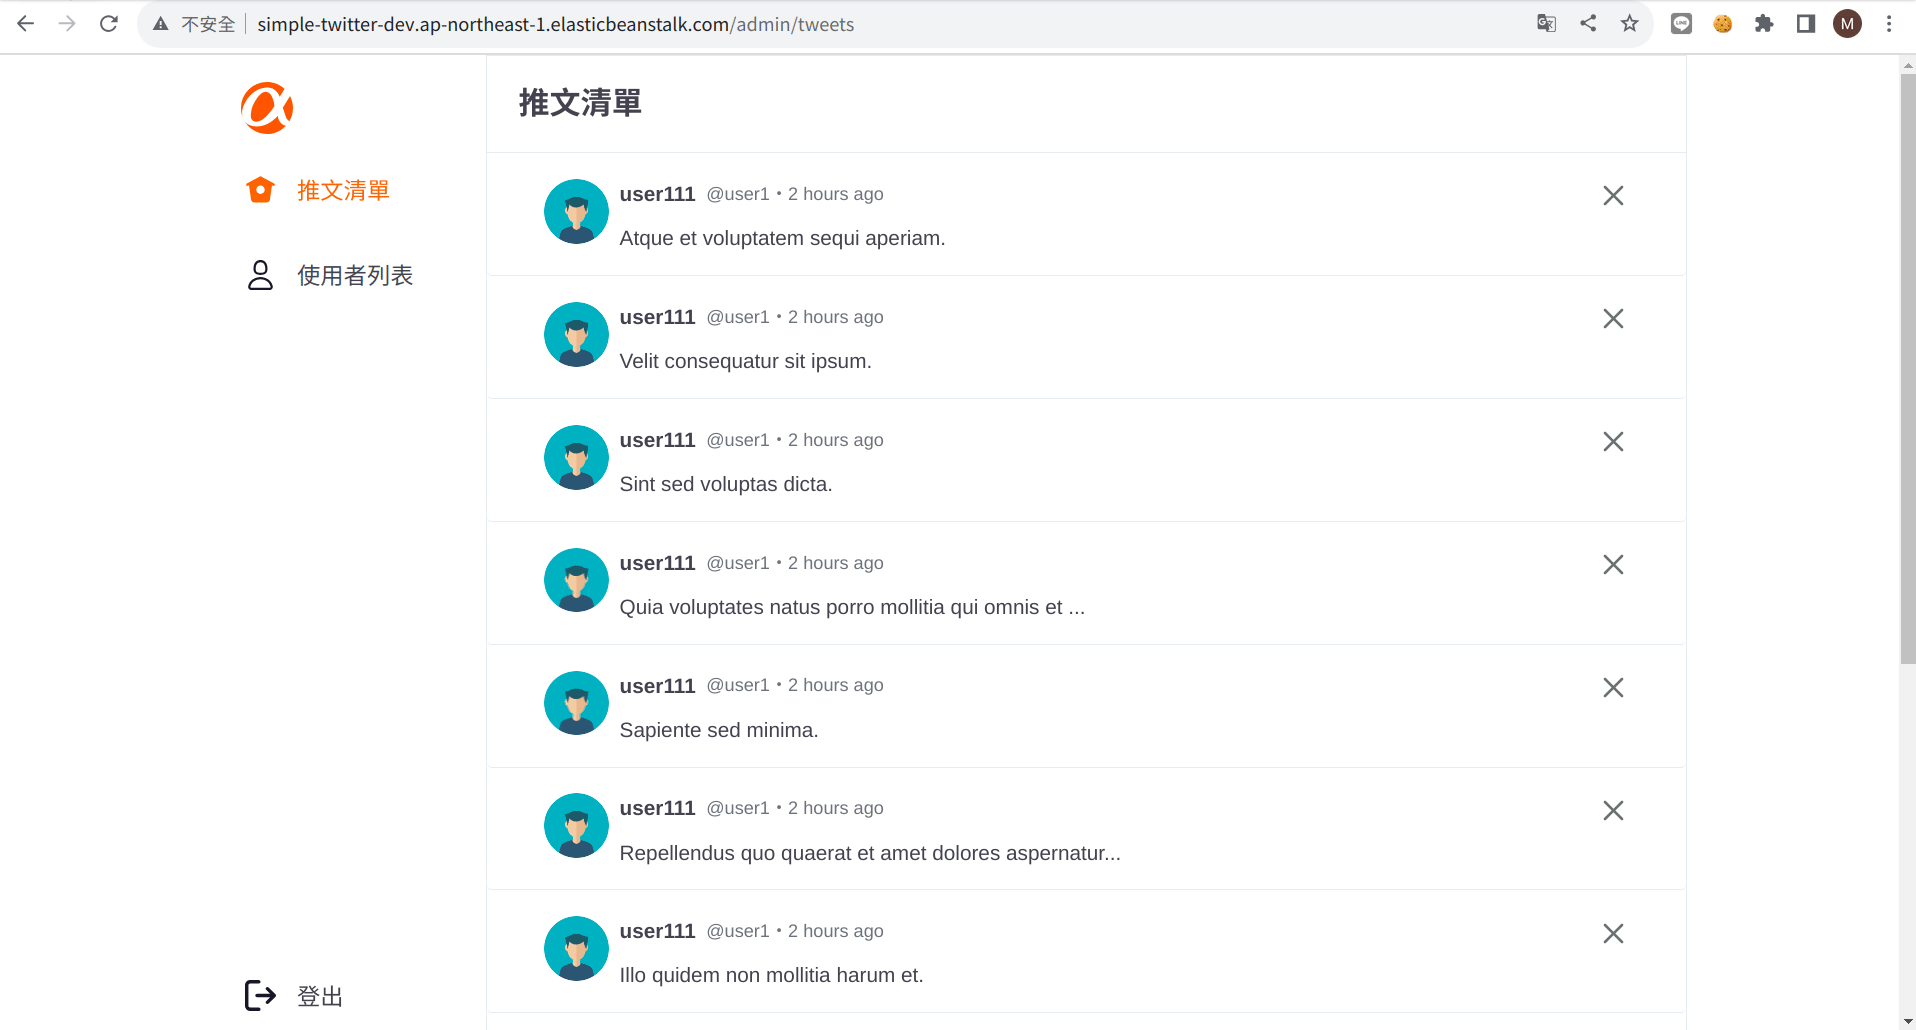 不安全 simple-twitter-dev.ap-northeast-1.elasticbeanstalk.com/admin/tweets M
推文清單
使用者列表
登出
推文清單
user111 @user1 • 2 hours ago
Atque et voluptatem sequi aperiam.
user111 @user1 • 2 hours ago
Velit consequatur sit ipsum.
user111 @user1 • 2 hours ago
Sint sed voluptas dicta.
user111 @user1 • 2 hours ago
Quia voluptates natus porro mollitia qui omnis et ...
user111 @user1 • 2 hours ago
Sapiente sed minima.
user111 @user1 • 2 hours ago
Repellendus quo quaerat et amet dolores aspernatur...
user111 @user1 • 2 hours ago
Illo quidem non mollitia harum et.